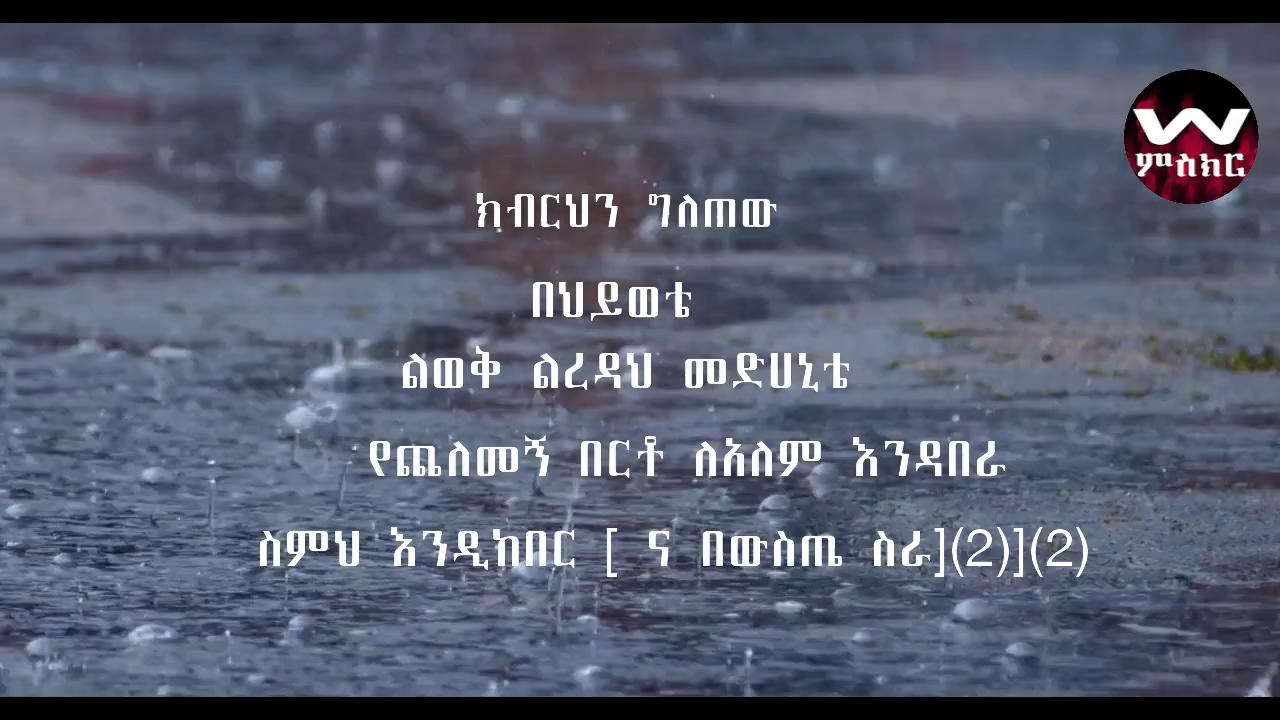 ምስክር
ክብርህን ግለጠው
በህይወቴ
ልወቅ ልረዳህ መድሀኒቴ
የጨለመኝ በርቶ ለአለም እንዳበራ
ስምህ እንዲከበር [ ና በውስጤ ስራ](2)](2)